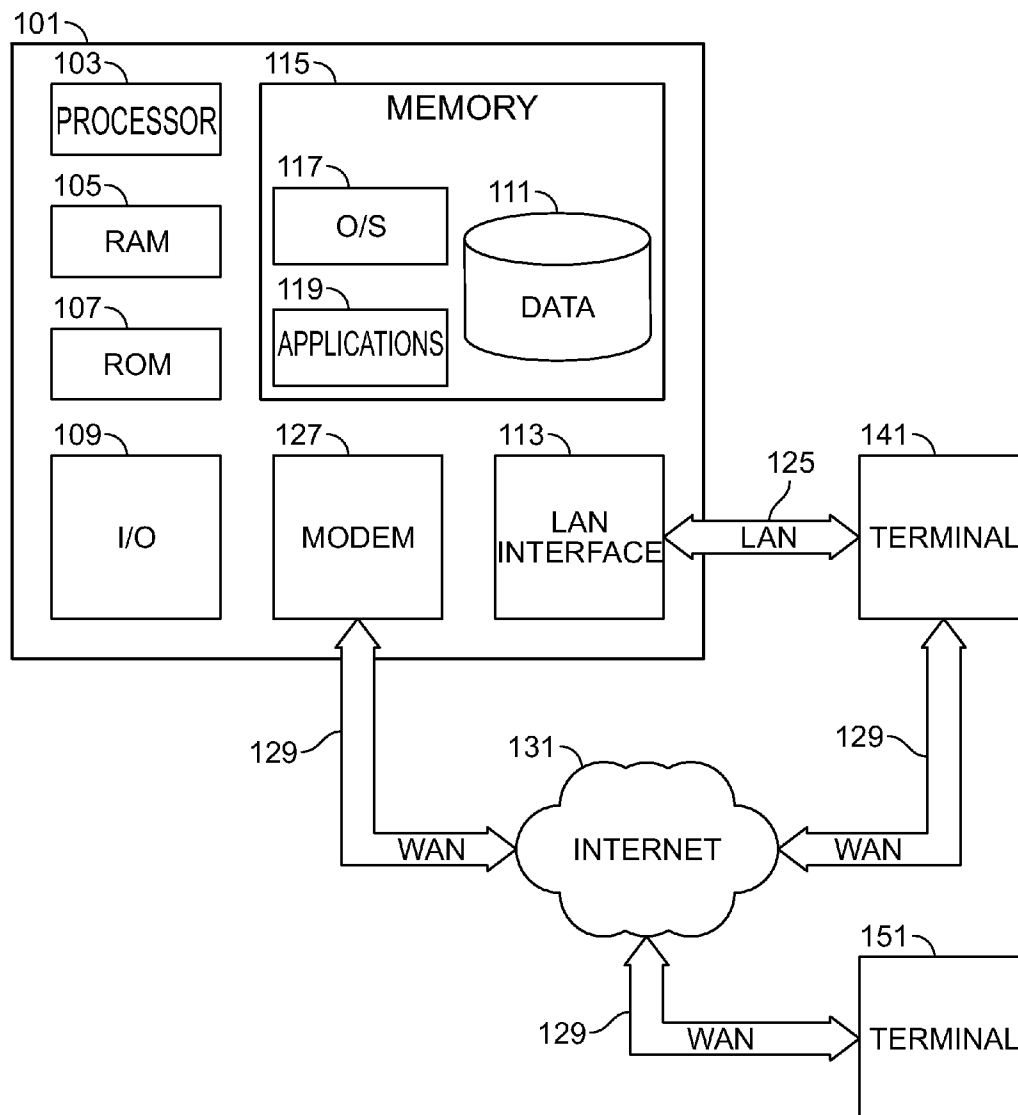 101
103
PROCESSOR
115
MEMORY
105
RAM
117
O/S
111
DATA
107
ROM
119
APPLICATIONS
109
I/O
127
MODEM
113
LAN
INTERFACE
125
LAN
141
TERMINAL
129
WAN
131
INTERNET
129
WAN
129
WAN
151
TERMINAL